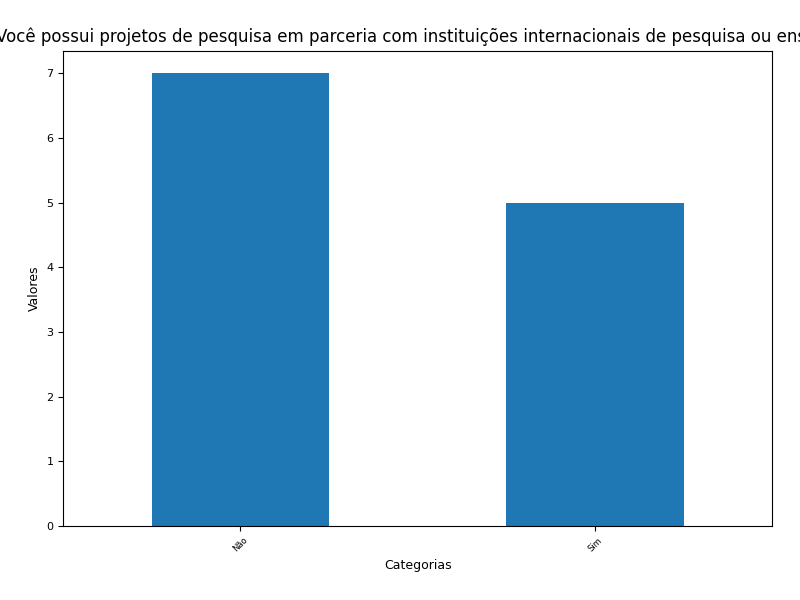 Você possui projetos de pesquisa em parceria com instituições internacionais de pesquisa ou ens
7
6
5
4
3
2
1
0
Valores
Não
Sim
Categorias